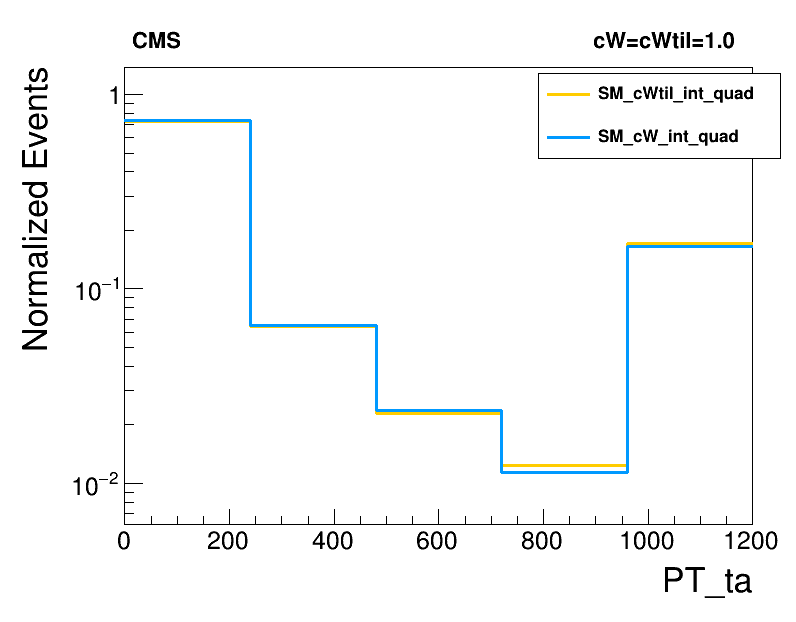 CMS
cW=cWtil=1.0
SM_cWtil_int_quad
SM_cW_int_quad
Normalized Events
1
10⁻¹
10⁻²
0 200 400 600 800 1000 1200
PT_ta